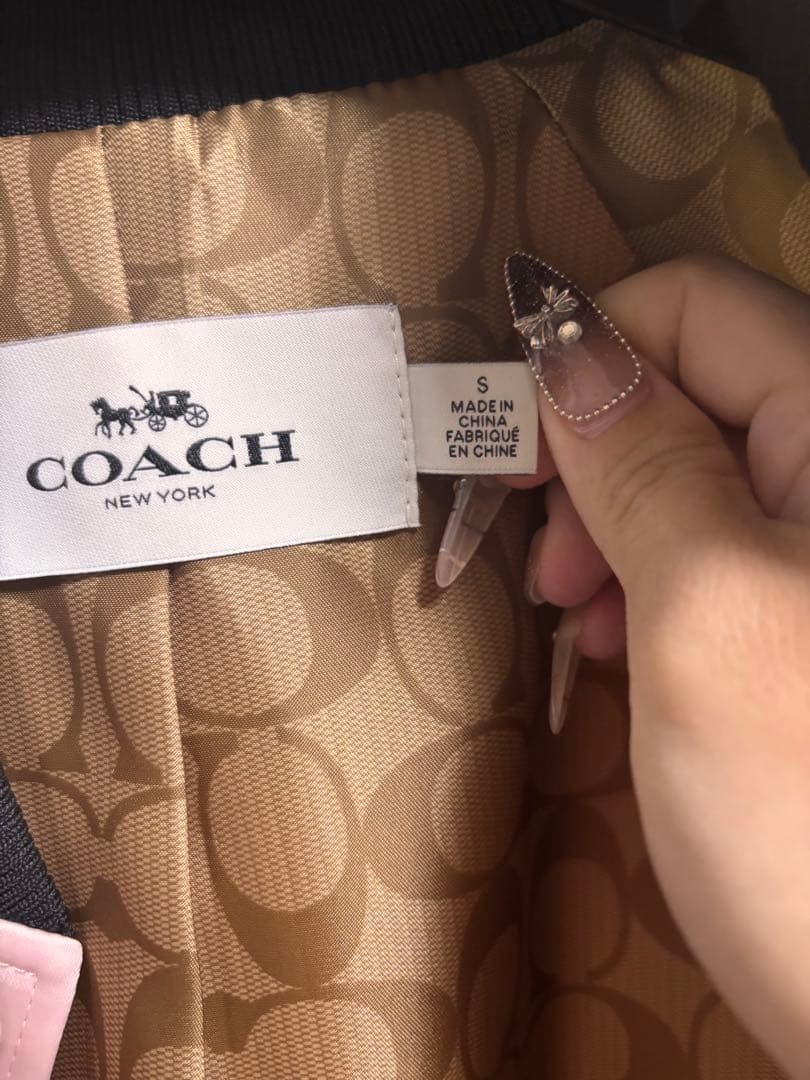 COACH
NEW YORK
S
MADE IN
CHINA
FABRIQUÉ
EN CHINE